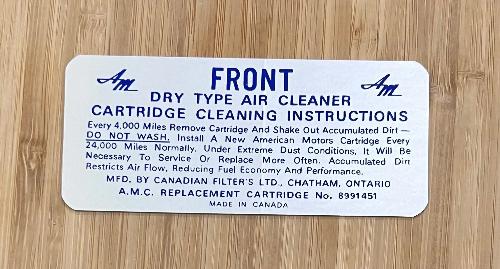 AM FRONT AM
DRY TYPE AIR CLEANER
CARTRIDGE CLEANING INSTRUCTIONS
Every 4,000 Miles Remove Cartridge And Shake Out Accumulated Dirt —
DO NOT WASH. Install A New American Motors Cartridge Every
24,000 Miles Normally. Under Extreme Dust Conditions, It Will Be
Necessary To Service Or Replace More Often. Accumulated Dirt
Restricts Air Flow, Reducing Fuel Economy And Performance.
MFD. BY CANADIAN FILTER'S LTD., CHATHAM, ONTARIO
A.M.C. REPLACEMENT CARTRIDGE No. 8991451
MADE IN CANADA